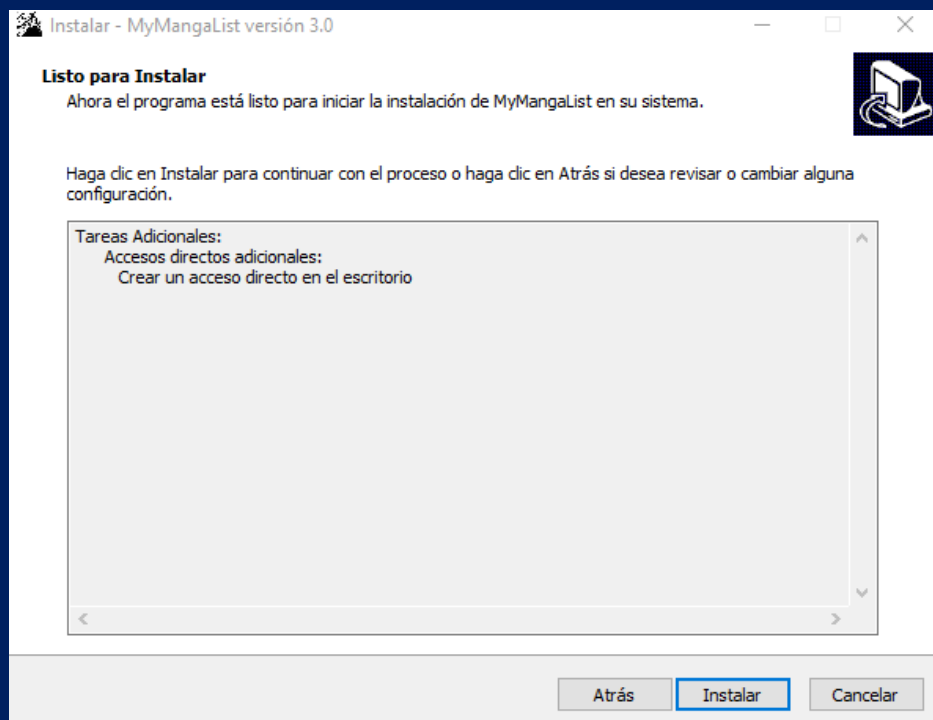 Instalar - MyMangaList versión 3.0
Listo para Instalar
Ahora el programa está listo para iniciar la instalación de MyMangaList en su sistema.
Haga clic en Instalar para continuar con el proceso o haga clic en Atrás si desea revisar o cambiar alguna
configuración.
Tareas Adicionales:
Accesos directos adicionales:
Crear un acceso directo en el escritorio
Atrás
Instalar
Cancelar